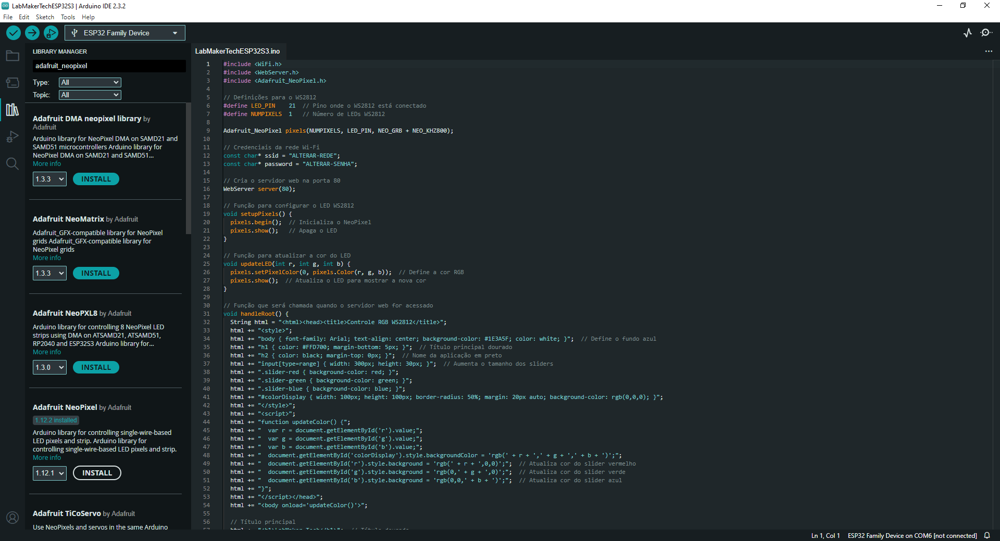 LabMakerTechESP32S3 | Arduino IDE 2.3.2
File Edit Sketch Tools Help
ESP32 Family Device
LIBRARY MANAGER
adafruit_neopixel
Type: All
Topic: All
Adafruit DMA neopixel library by
Adafruit
Arduino library for NeoPixel DMA on SAMD21 and
SAMD51 microcontrollers Arduino library for
NeoPixel DMA on SAMD21 and SAMD51...
More info
1.3.3 INSTALL
Adafruit NeoMatrix by Adafruit
Adafruit_GFX-compatible library for NeoPixel
grids Adafruit_GFX-compatible library for
NeoPixel grids
More info
1.3.3 INSTALL
Adafruit NeoPXL8 by Adafruit
Arduino library for controlling 8 NeoPixel LED
strips using DMA on ATSAMD21, ATSAMD51,
RP2040 and ESP32S3 Arduino library for...
More info
1.3.0 INSTALL
Adafruit NeoPixel by Adafruit
1.12.2 installed
Arduino library for controlling single-wire-based
LED pixels and strip. Arduino library for
controlling single-wire-based LED pixels and strip.
More info
1.12.1 INSTALL
Adafruit TiCoServo by Adafruit
Use NeoPixels and servos in the same Arduino
LabMakerTechESP32S3.ino
1 #include <WiFi.h>
2 #include <WebServer.h>
3 #include <Adafruit_NeoPixel.h>
4
5 // Definições para o WS2812
6 #define LED_PIN    21  // Pino onde o WS2812 está conectado
7 #define NUMPIXELS  1   // Número de LEDs WS2812
8
9 Adafruit_NeoPixel pixels(NUMPIXELS, LED_PIN, NEO_GRB + NEO_KHZ800);
10
11 // Credenciais da rede Wi-Fi
12 const char* ssid = "ALTERAR-REDE";
13 const char* password = "ALTERAR-SENHA";
14
15 // Cria o servidor web na porta 80
16 WebServer server(80);
17
18 // Função para configurar o LED WS2812
19 void setupPixels() {
20   pixels.begin();  // Inicializa o NeoPixel
21   pixels.show();   // Apaga o LED
22 }
23
24 // Função para atualizar a cor do LED
25 void updateLED(int r, int g, int b) {
26   pixels.setPixelColor(0, pixels.Color(r, g, b));  // Define a cor RGB
27   pixels.show();  // Atualiza o LED para mostrar a nova cor
28 }
29
30 // Função que será chamada quando o servidor web for acessado
31 void handleRoot() {
32   String html = "<html><head><title>Controle RGB WS2812</title>";
33   html += "<style>";
34   html += "body { font-family: Arial; text-align: center; background-color: #1E3A5F; color: white; }";  // Define o fundo azul
35   html += "h1 { color: #FFD700; margin-bottom: 5px; }";  // Título principal dourado
36   html += "h2 { color: black; margin-top: 0px; }";  // Nome da aplicação em preto
37   html += "input[type=range] { width: 300px; height: 30px; }";  // Aumenta o tamanho dos sliders
38   html += ".slider-red { background-color: red; }";
39   html += ".slider-green { background-color: green; }";
40   html += ".slider-blue { background-color: blue; }";
41   html += "#colorDisplay { width: 100px; height: 100px; border-radius: 50%; margin: 20px auto; background-color: rgb(0,0,0); }";
42   html += "</style>";
43   html += "<script>";
44   html += "function updateColor() {";
45   html += "  var r = document.getElementById('r').value;";
46   html += "  var g = document.getElementById('g').value;";
47   html += "  var b = document.getElementById('b').value;";
48   html += "  document.getElementById('colorDisplay').style.backgroundColor = 'rgb(' + r + ',' + g + ',' + b + ')';";
49   html += "  document.getElementById('r').style.background = 'rgb(' + r + ',0,0)';";  // Atualiza cor do slider vermelho
50   html += "  document.getElementById('g').style.background = 'rgb(0,' + g + ',0)';";  // Atualiza cor do slider verde
51   html += "  document.getElementById('b').style.background = 'rgb(0,0,' + b + ')';";  // Atualiza cor do slider azul
52   html += "}";
53   html += "</script></head>";
54   html += "<body onload='updateColor()'>";
55
56   // Título principal
57   html += "<h1>LabMaker Tech</h1>";  // Título dourado
Ln 1, Col 1 ESP32 Family Device on COM6 [not connected]